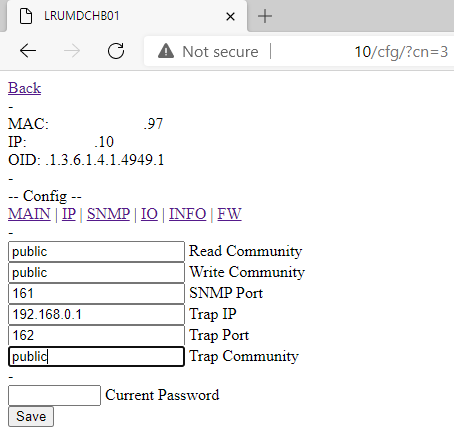 LRUMDCHB01
Not secure 10/cfg/?cn=3
Back
-
MAC: .97
IP: .10
OID: .1.3.6.1.4.1.4949.1
-
-- Config --
MAIN | IP | SNMP | IO | INFO | FW
-
public Read Community
public Write Community
161 SNMP Port
192.168.0.1 Trap IP
162 Trap Port
public Trap Community
-
Current Password
Save